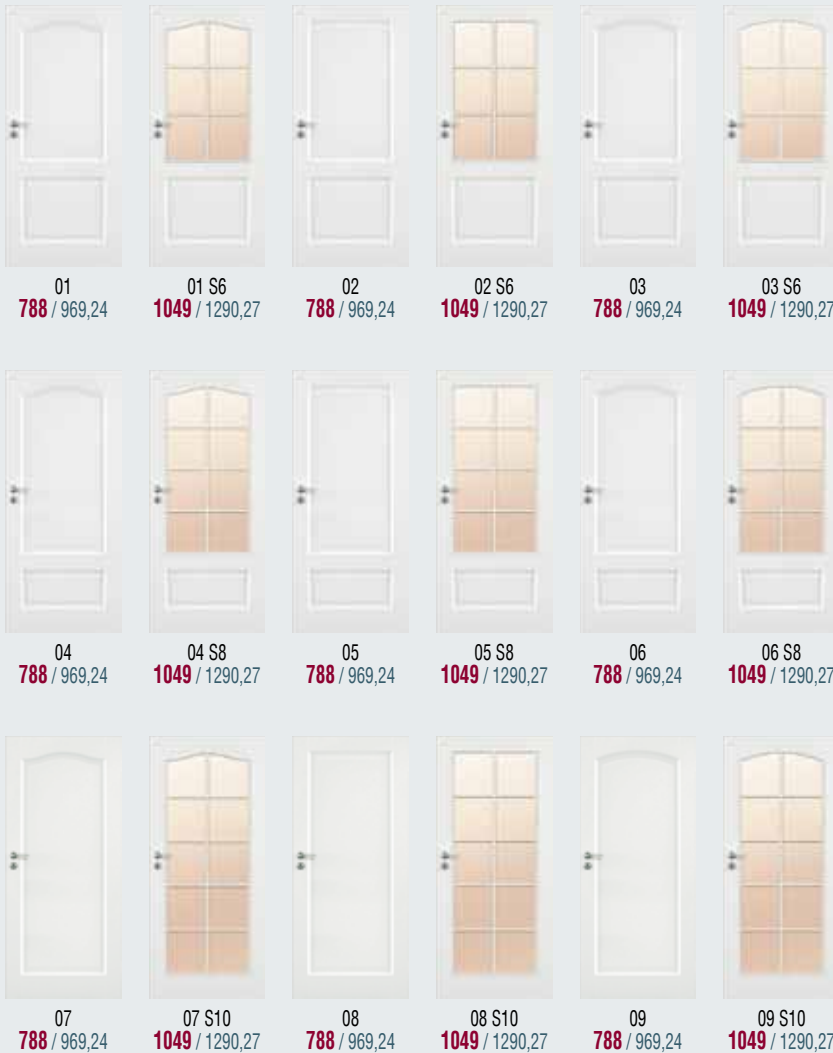 01
788 / 969,24
01 S6
1049 / 1290,27
02
788 / 969,24
02 S6
1049 / 1290,27
03
788 / 969,24
03 S6
1049 / 1290,27
04
788 / 969,24
04 S8
1049 / 1290,27
05
788 / 969,24
05 S8
1049 / 1290,27
06
788 / 969,24
06 S8
1049 / 1290,27
07
788 / 969,24
07 S10
1049 / 1290,27
08
788 / 969,24
08 S10
1049 / 1290,27
09
788 / 969,24
09 S10
1049 / 1290,27